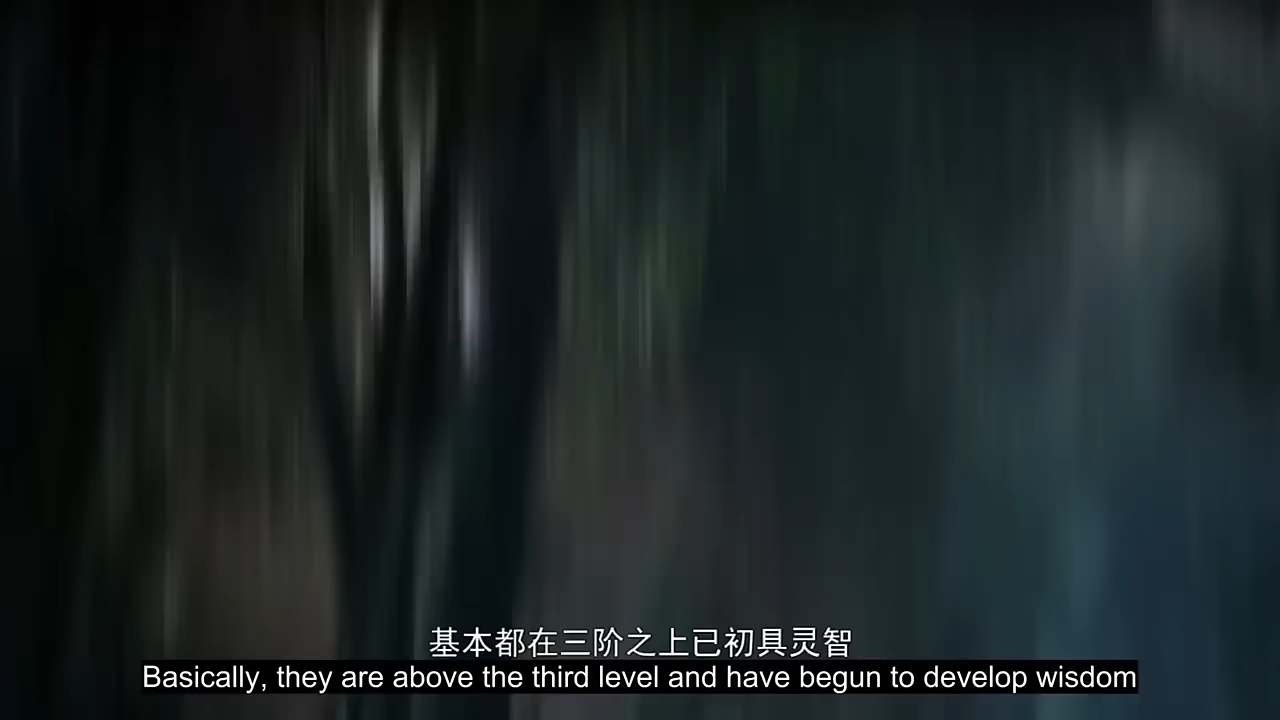 基本都在三阶之上已初具灵智
Basically, they are above the third level and have begun to develop wisdom